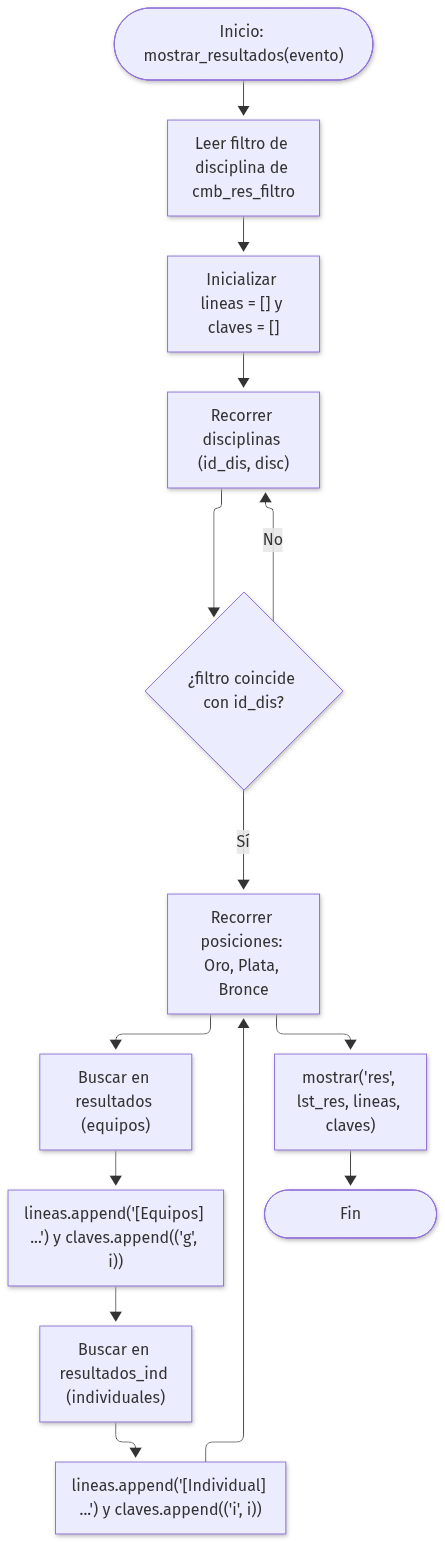 Inicio:
mostrar_resultados(evento)
Leer filtro de
disciplina de
cmb_res_filtro
Inicializar
lineas = [] y
claves = []
Recorrer
disciplinas
(id_dis, disc)
No
¿filtro coincide
con id_dis?
Sí
Recorrer
posiciones:
Oro, Plata,
Bronce
Buscar en
resultados
(equipos)
mostrar('res',
lst_res, lineas,
claves)
lineas.append('[Equipos]
...') y claves.append(('g',
i))
Fin
Buscar en
resultados_ind
(individuales)
lineas.append('[Individual]
...') y claves.append(('i', i))